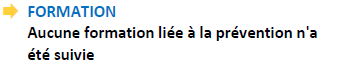 FORMATION
Aucune formation liée à la prévention n'a
été suivie